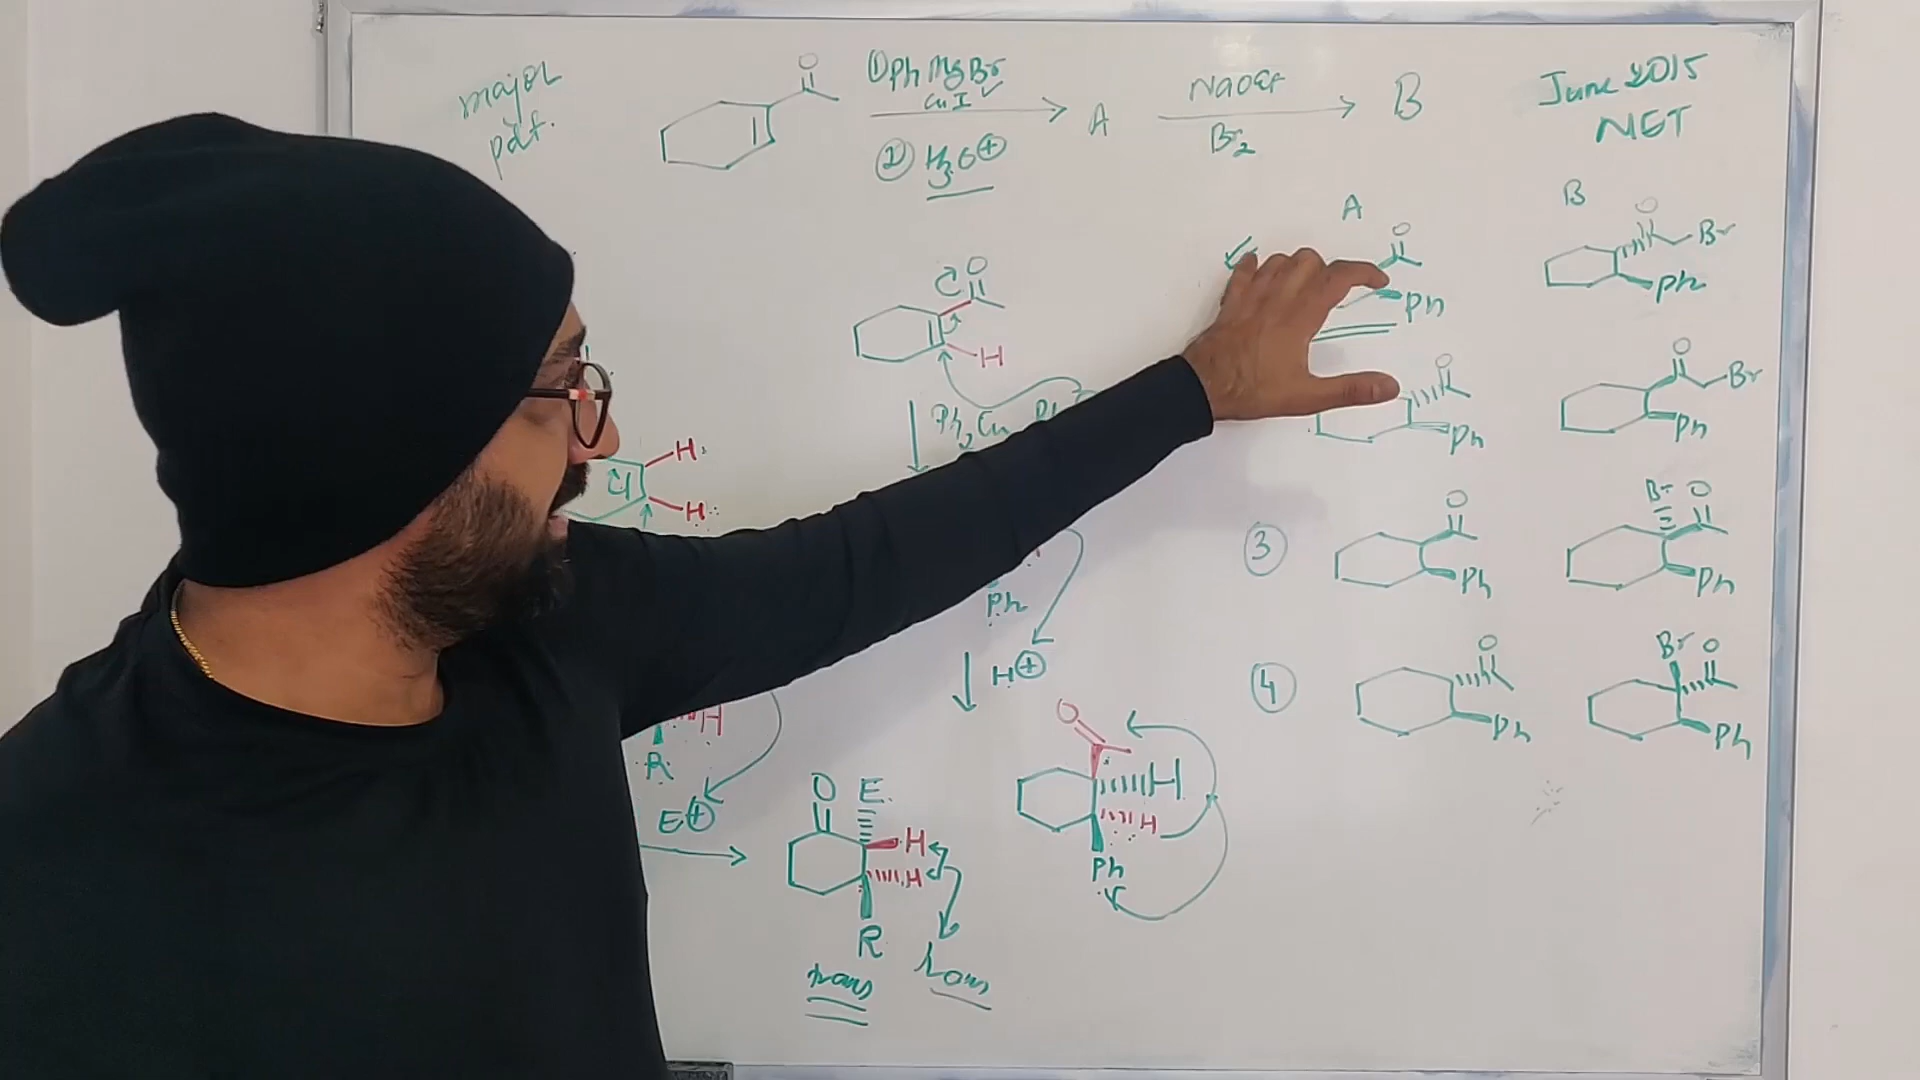 major
pdt.
O
① Ph MgBr
CuI ✓
② H₃O⊕
A
NaOEt
Br₂
B
June 2015
NET
A
B
O
Ph
O
Br
Ph
O
H
Ph₂Cu
O
Ph
O
Br
Ph
H
H
③
O
Ph
Br O
Ph
Ph
H⊕
④
O
Ph
Br O
Ph
H
R
E⊕
O E
H
H
R
trans
trans
O
H
H
Ph